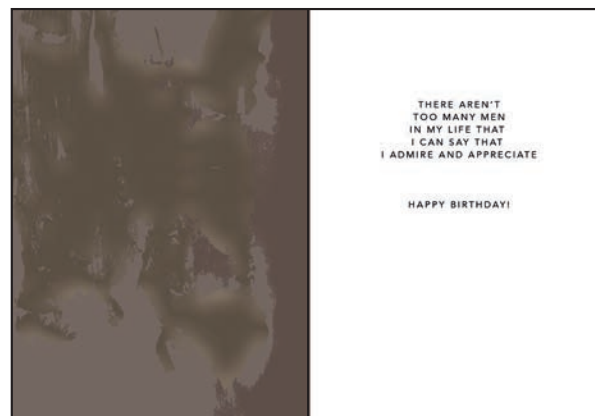 THERE AREN'T
TOO MANY MEN
IN MY LIFE THAT
I CAN SAY THAT
I ADMIRE AND APPRECIATE
HAPPY BIRTHDAY!